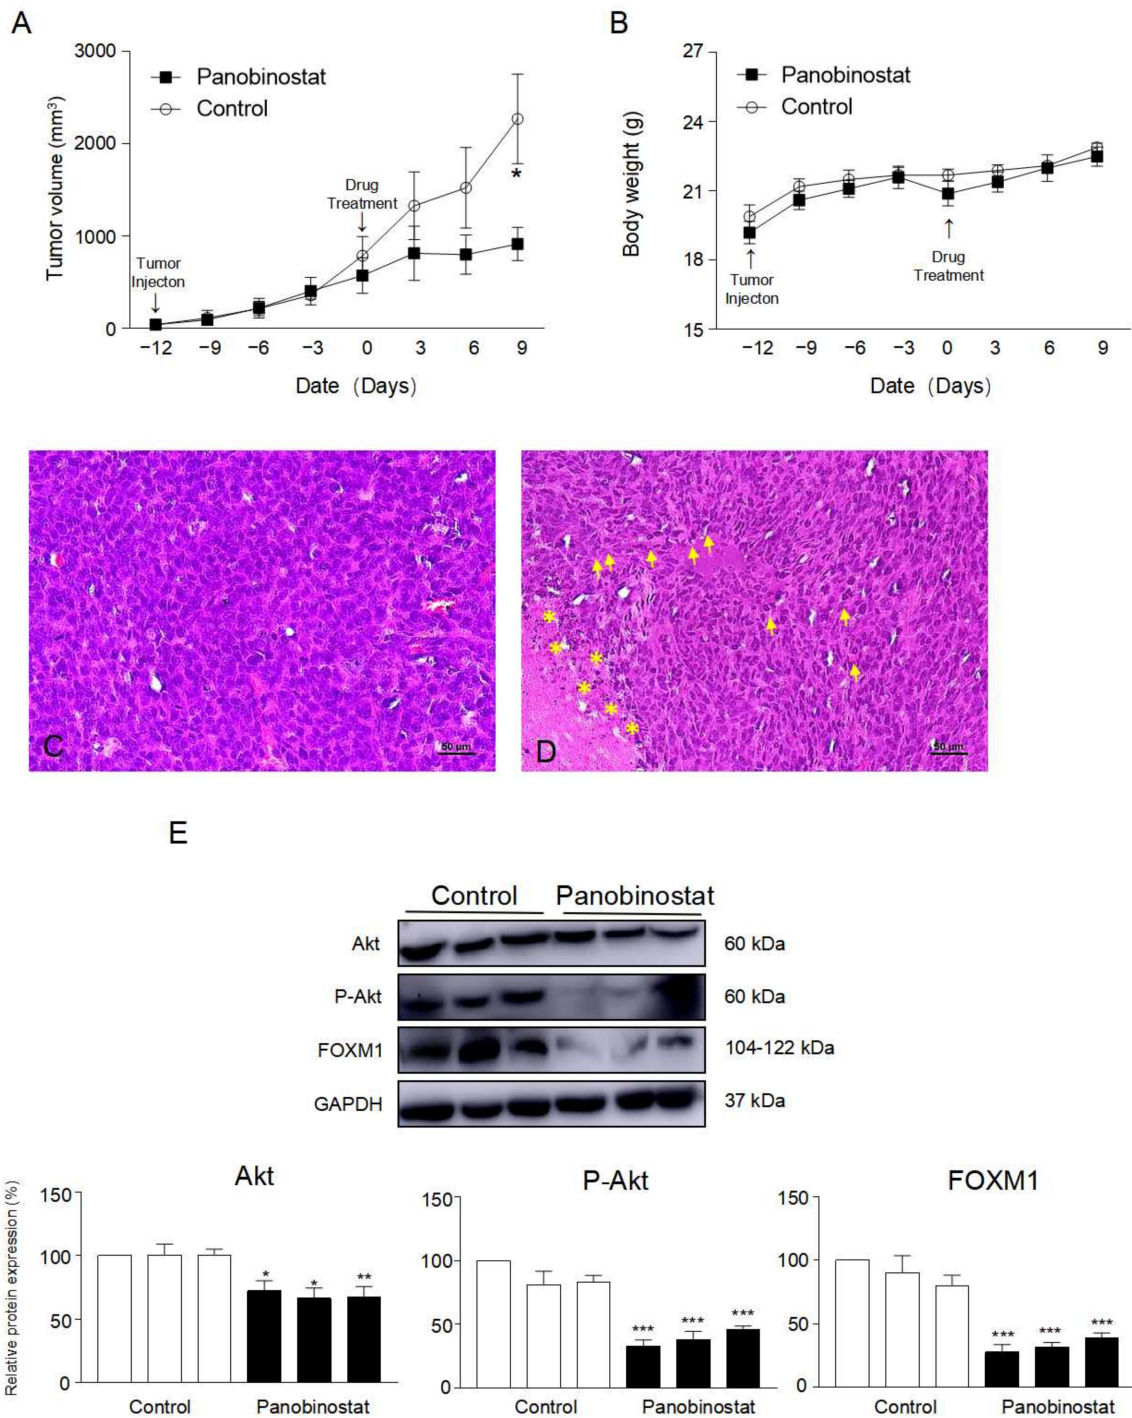 A
3000
2000
1000
0
Tumor volume (mm³)
Panobinostat
Control
Drug
Treatment
Tumor
Injecton
*
−12 −9 −6 −3 0 3 6 9
Date (Days)
B
27
24
21
18
15
Body weight (g)
Panobinostat
Control
Tumor
Injecton
Drug
Treatment
−12 −9 −6 −3 0 3 6 9
Date (Days)
C
50 µm
D
50 µm
E
Control Panobinostat
Akt 60 kDa
P-Akt 60 kDa
FOXM1 104-122 kDa
GAPDH 37 kDa
Relative protein expression (%)
Akt
150
100
50
0
* * **
Control Panobinostat
P-Akt
150
100
50
0
*** *** ***
Control Panobinostat
FOXM1
150
100
50
0
*** *** ***
Control Panobinostat